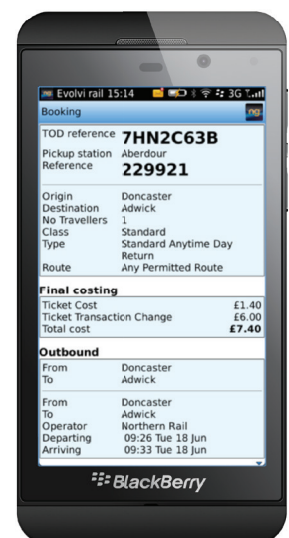 Evolvi rail 15:14 3G
Booking
TOD reference 7HN2C63B
Pickup station Aberdour
Reference 229921
Origin Doncaster
Destination Adwick
No Travellers 1
Class Standard
Type Standard Anytime Day
Return
Route Any Permitted Route
Final costing
Ticket Cost £1.40
Ticket Transaction Change £6.00
Total cost £7.40
Outbound
From Doncaster
To Adwick
From Doncaster
To Adwick
Operator Northern Rail
Departing 09:26 Tue 18 Jun
Arriving 09:33 Tue 18 Jun
BlackBerry